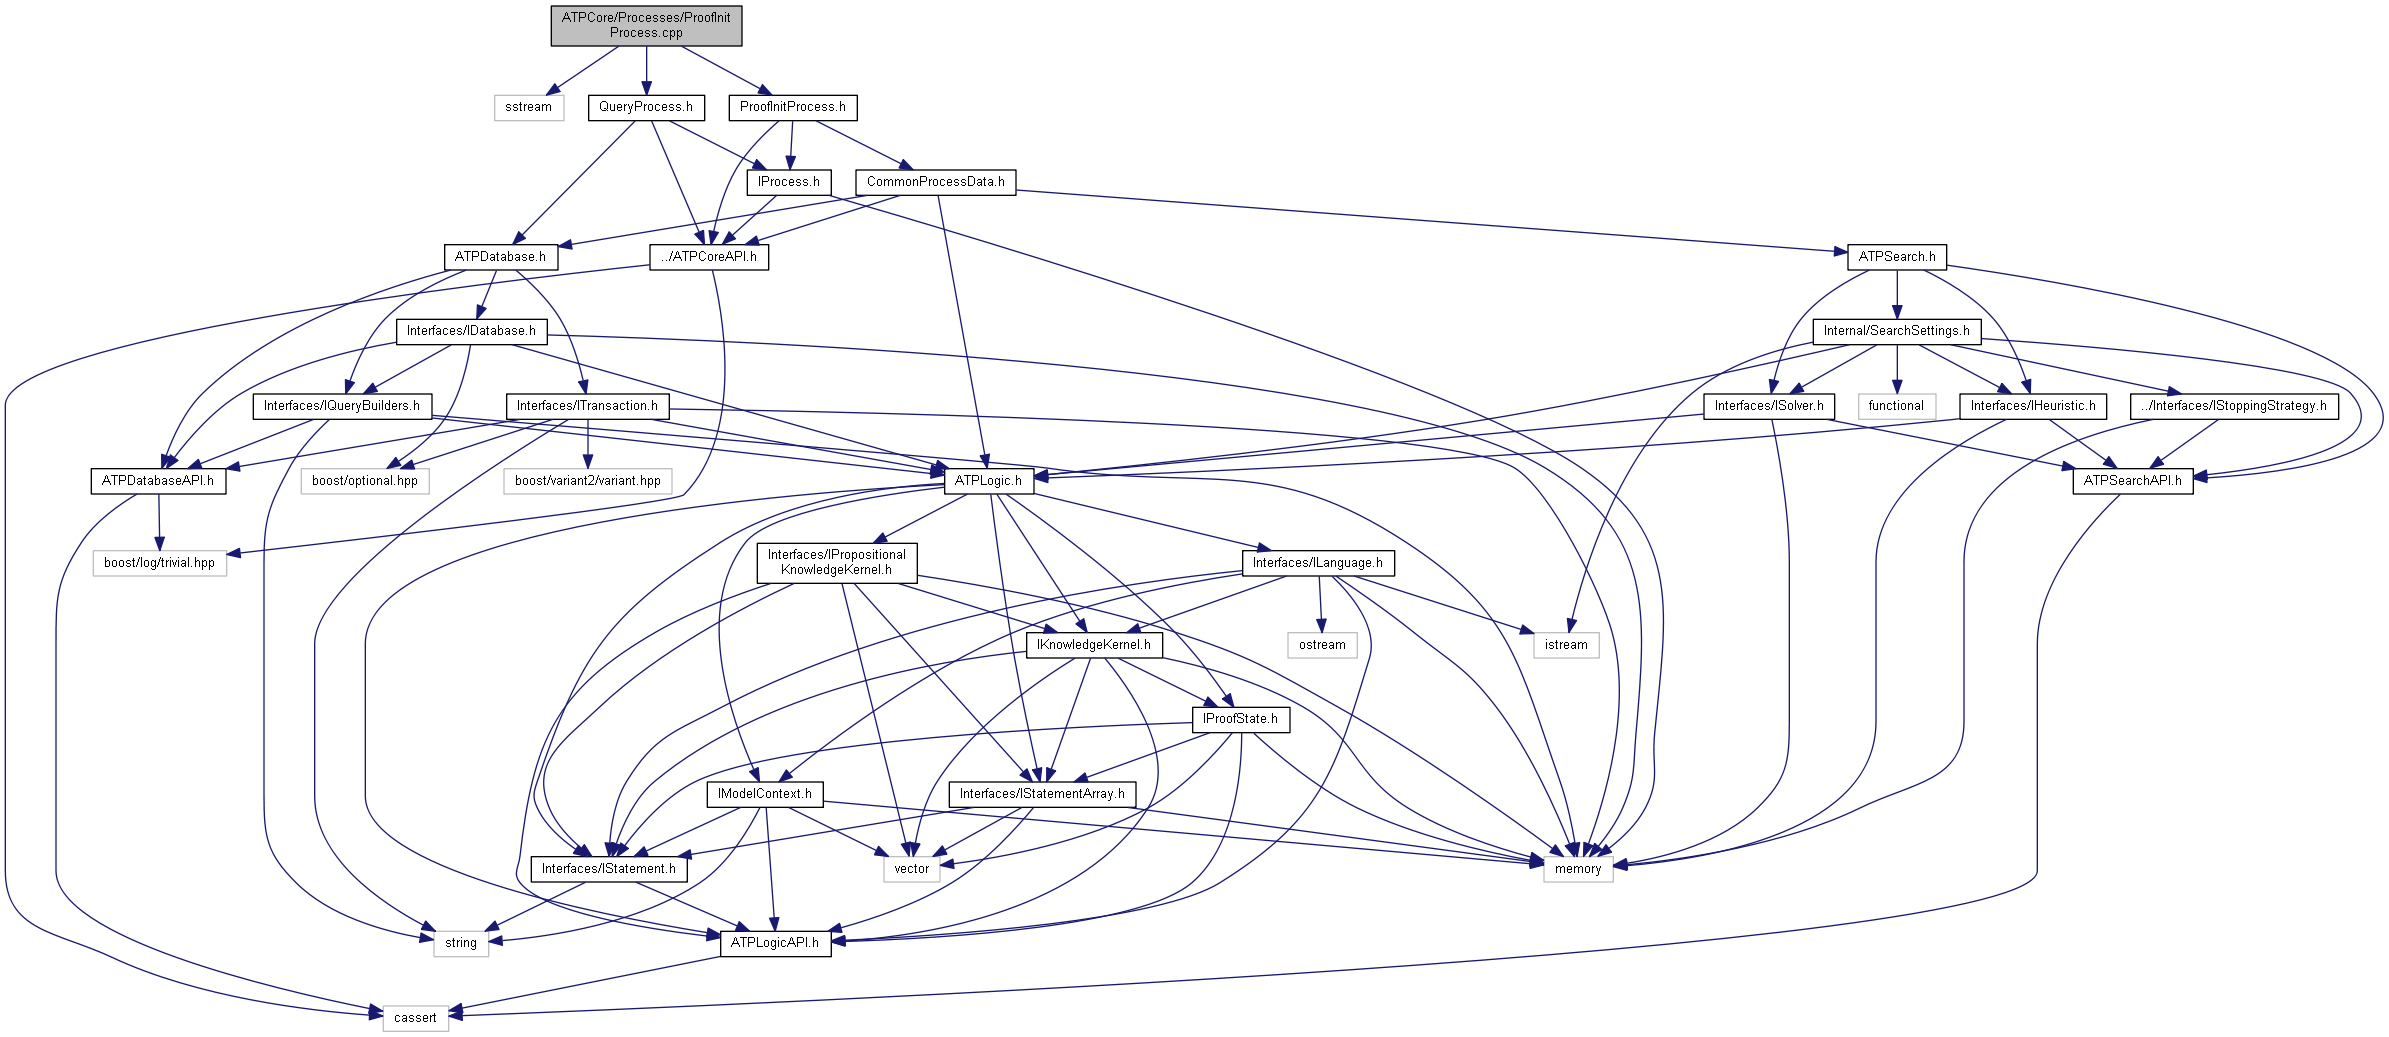 ATPCore/Processes/ProofInit
Process.cpp
sstream
QueryProcess.h
ProofInitProcess.h
IProcess.h
CommonProcessData.h
ATPDatabase.h
../ATPCoreAPI.h
ATPSearch.h
Interfaces/IDatabase.h
Internal/SearchSettings.h
Interfaces/IQueryBuilders.h
Interfaces/ITransaction.h
Interfaces/ISolver.h
functional
Interfaces/IHeuristic.h
../Interfaces/IStoppingStrategy.h
ATPDatabaseAPI.h
boost/optional.hpp
boost/variant2/variant.hpp
ATPLogic.h
ATPSearchAPI.h
boost/log/trivial.hpp
Interfaces/IPropositional
KnowledgeKernel.h
Interfaces/ILanguage.h
IKnowledgeKernel.h
ostream
istream
IProofState.h
IModelContext.h
Interfaces/IStatementArray.h
Interfaces/IStatement.h
vector
memory
string
ATPLogicAPI.h
cassert